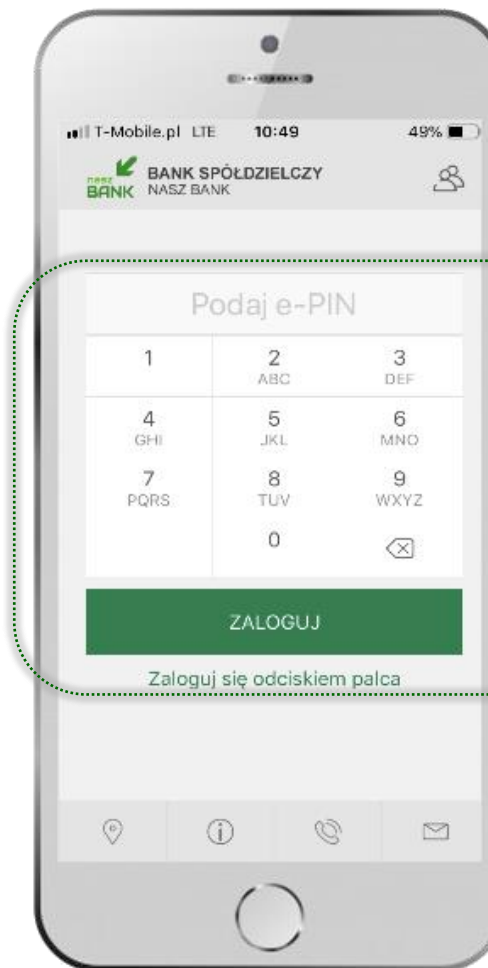 T-Mobile.pl LTE 10:49 49%
nasz BANK BANK SPÓŁDZIELCZY
NASZ BANK
Podaj e-PIN
1 2 3
ABC DEF
4 5 6
GHI JKL MNO
7 8 9
PQRS TUV WXYZ
0
ZALOGUJ
Zaloguj się odciskiem palca